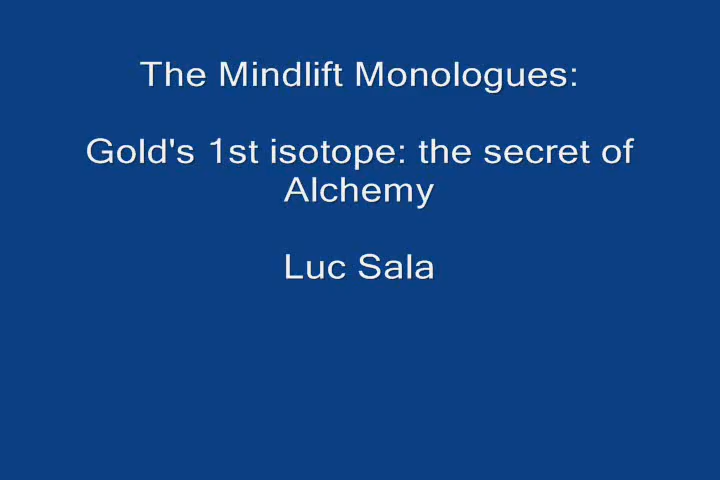 The Mindlift Monologues:
Gold's 1st isotope: the secret of
Alchemy
Luc Sala